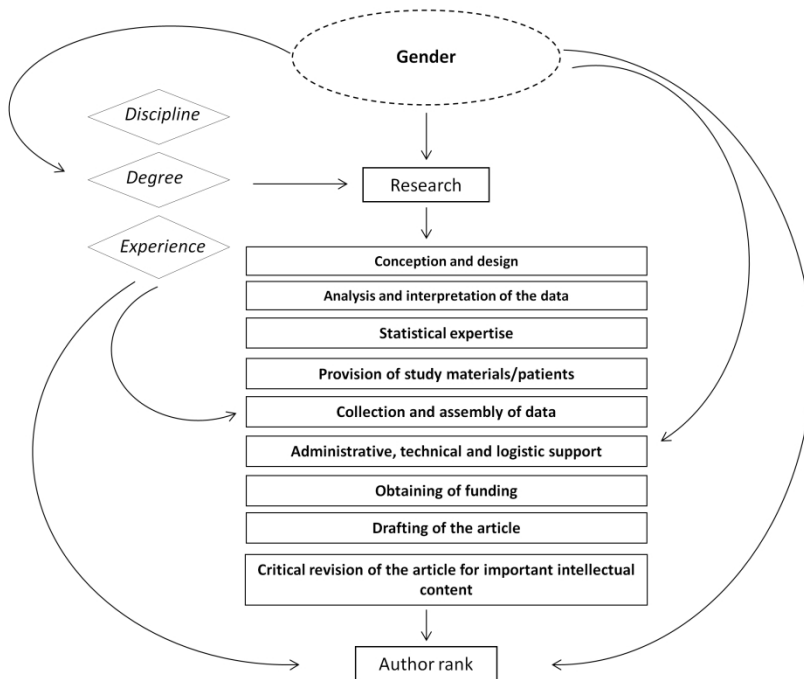 Gender
Discipline
Degree
Research
Experience
Conception and design
Analysis and interpretation of the data
Statistical expertise
Provision of study materials/patients
Collection and assembly of data
Administrative, technical and logistic support
Obtaining of funding
Drafting of the article
Critical revision of the article for important intellectual
content
Author rank